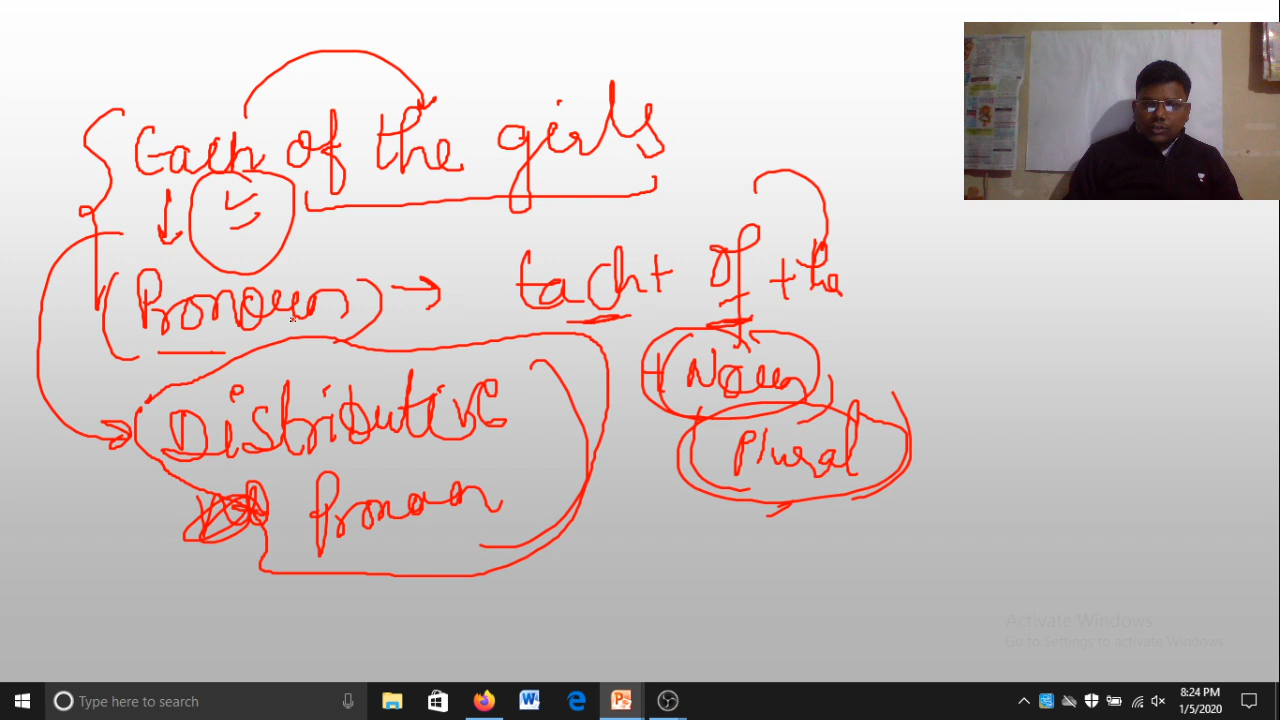 Each of the girls
(Pronoun) → Each + of + the
+ (Noun)
Plural
Distributive
Pronoun
Activate Windows
Go to Settings to activate Windows.
Type here to search
8:24 PM
1/5/2020